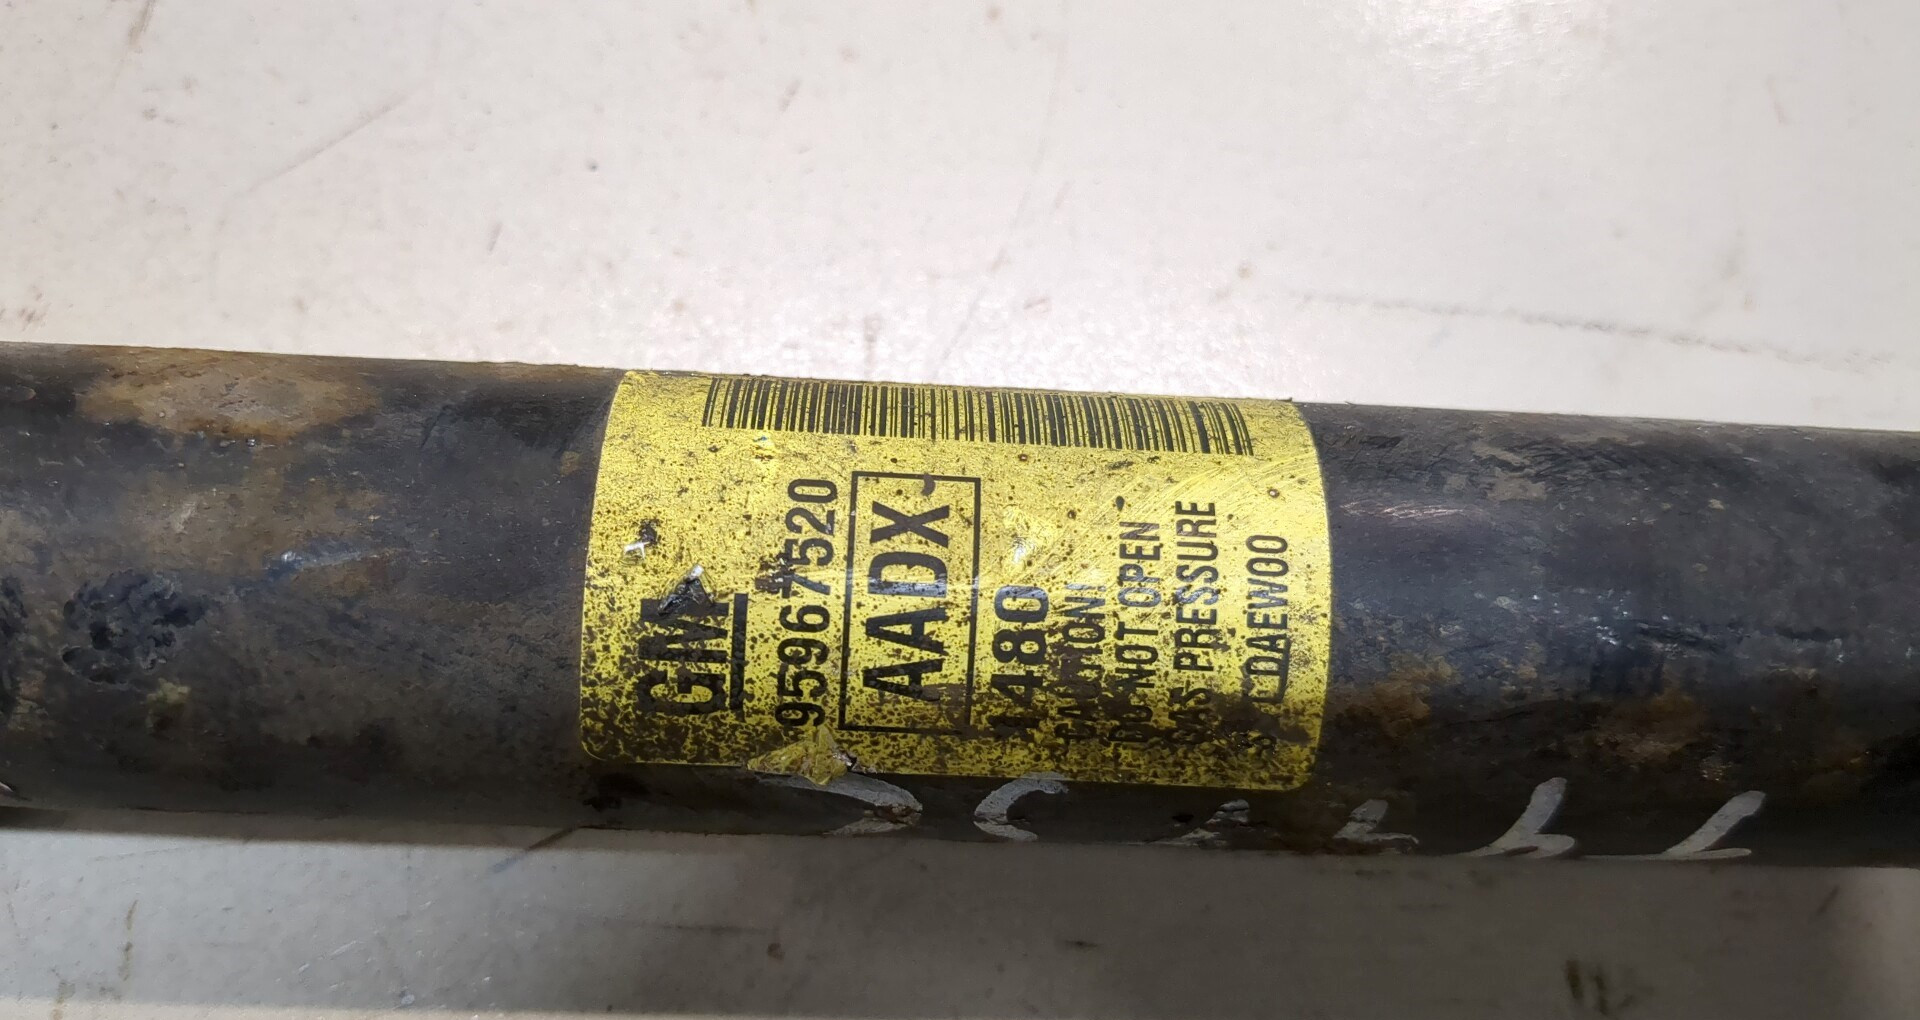 GM
95967520
AADX
1480
CAUTION!
DO NOT OPEN
GAS PRESSURE
DAEWOO